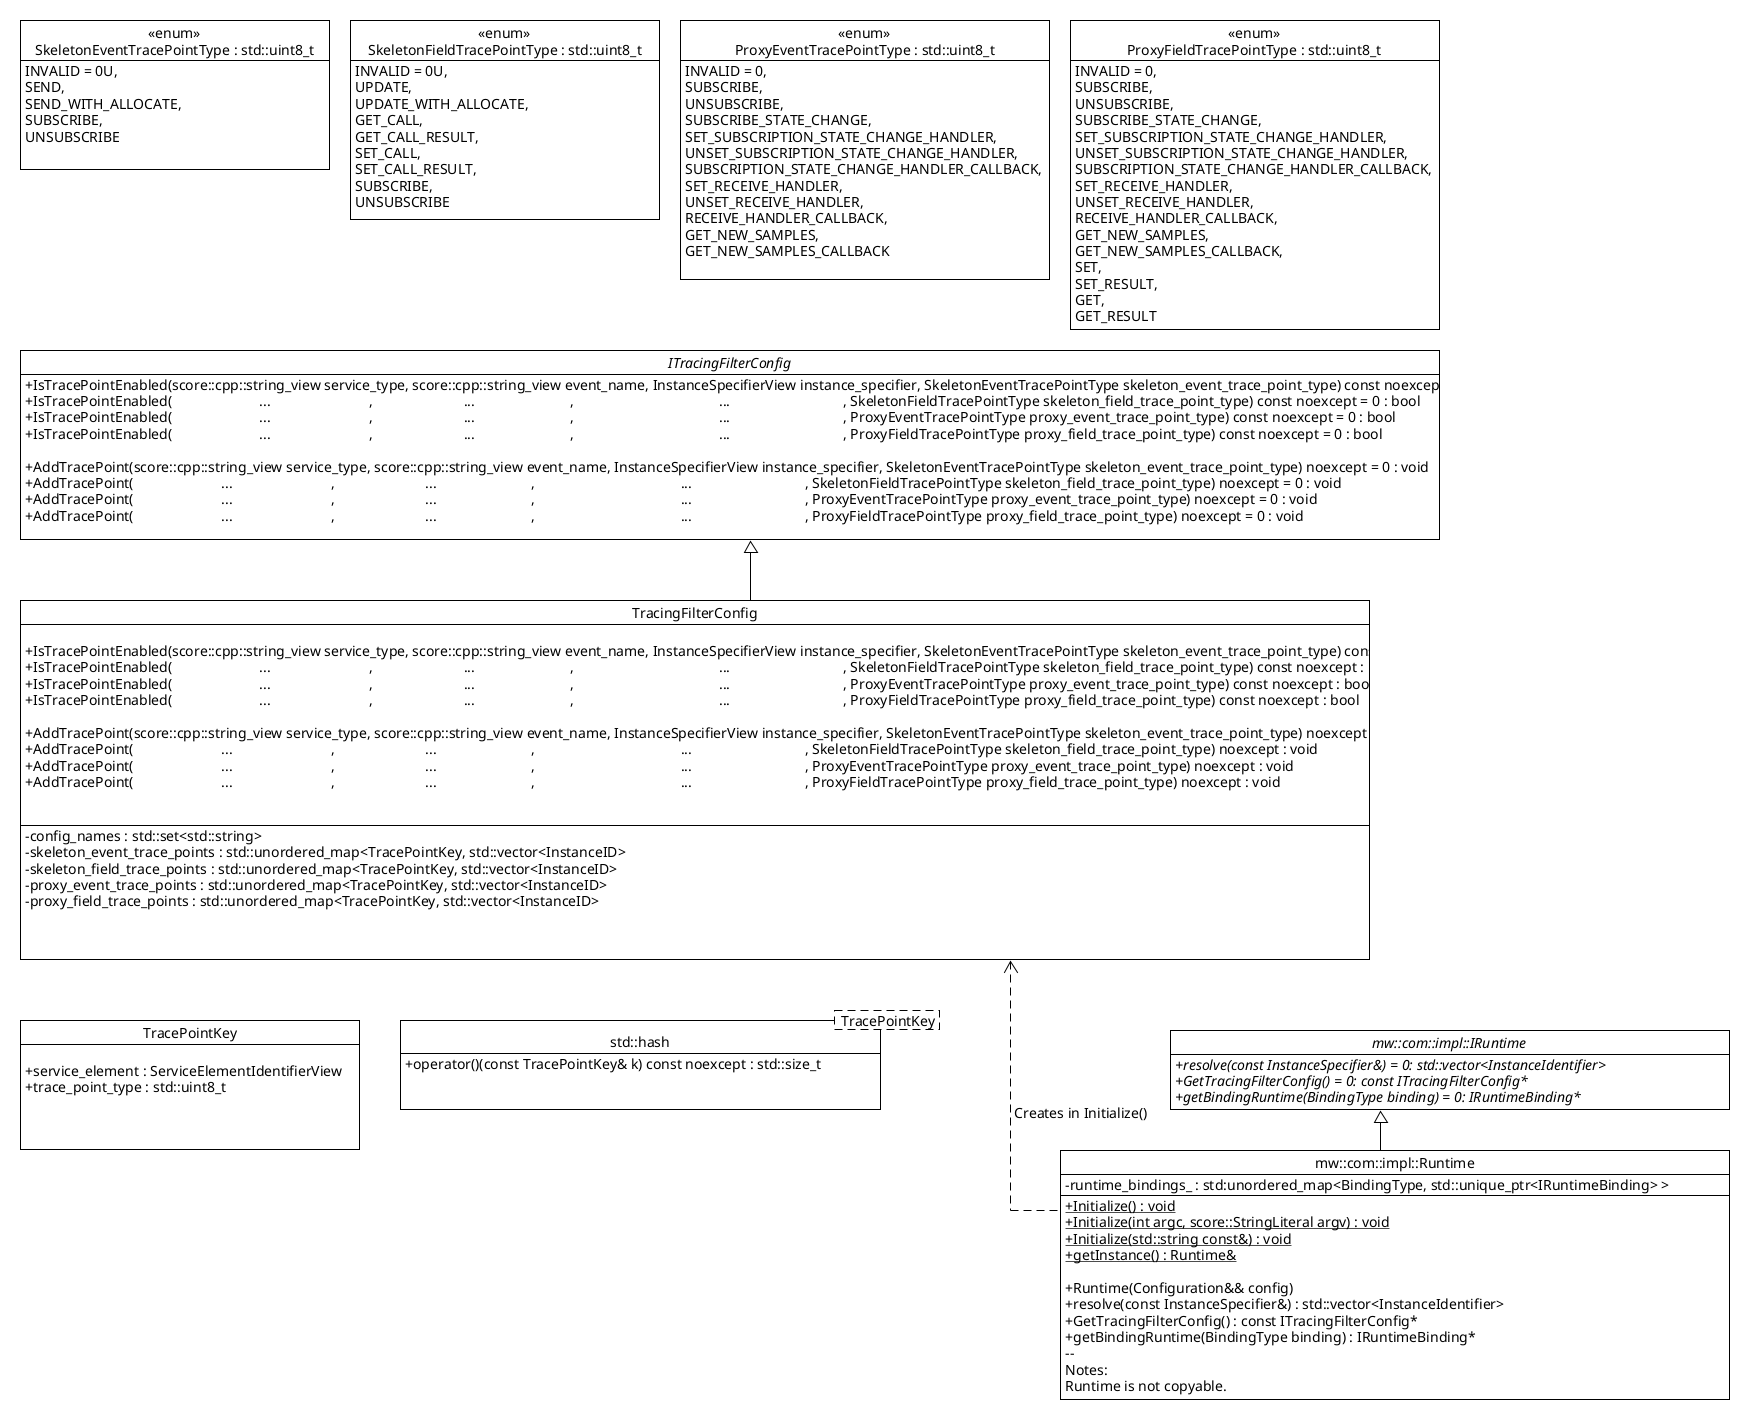 «enum»
SkeletonEventTracePointType : std::uint8_t
INVALID = 0U,
SEND,
SEND_WITH_ALLOCATE,
SUBSCRIBE,
UNSUBSCRIBE
«enum»
SkeletonFieldTracePointType : std::uint8_t
INVALID = 0U,
UPDATE,
UPDATE_WITH_ALLOCATE,
GET_CALL,
GET_CALL_RESULT,
SET_CALL,
SET_CALL_RESULT,
SUBSCRIBE,
UNSUBSCRIBE
«enum»
ProxyEventTracePointType : std::uint8_t
INVALID = 0,
SUBSCRIBE,
UNSUBSCRIBE,
SUBSCRIBE_STATE_CHANGE,
SET_SUBSCRIPTION_STATE_CHANGE_HANDLER,
UNSET_SUBSCRIPTION_STATE_CHANGE_HANDLER,
SUBSCRIPTION_STATE_CHANGE_HANDLER_CALLBACK,
SET_RECEIVE_HANDLER,
UNSET_RECEIVE_HANDLER,
RECEIVE_HANDLER_CALLBACK,
GET_NEW_SAMPLES,
GET_NEW_SAMPLES_CALLBACK
«enum»
ProxyFieldTracePointType : std::uint8_t
INVALID = 0,
SUBSCRIBE,
UNSUBSCRIBE,
SUBSCRIBE_STATE_CHANGE,
SET_SUBSCRIPTION_STATE_CHANGE_HANDLER,
UNSET_SUBSCRIPTION_STATE_CHANGE_HANDLER,
SUBSCRIPTION_STATE_CHANGE_HANDLER_CALLBACK,
SET_RECEIVE_HANDLER,
UNSET_RECEIVE_HANDLER,
RECEIVE_HANDLER_CALLBACK,
GET_NEW_SAMPLES,
GET_NEW_SAMPLES_CALLBACK,
SET,
SET_RESULT,
GET,
GET_RESULT
ITracingFilterConfig
+IsTracePointEnabled(score::cpp::string_view service_type, score::cpp::string_view event_name, InstanceSpecifierView instance_specifier, SkeletonEventTracePointType skeleton_event_trace_point_type) const noexcep
+IsTracePointEnabled( ... , ... , ... , SkeletonFieldTracePointType skeleton_field_trace_point_type) const noexcept = 0 : bool
+IsTracePointEnabled( ... , ... , ... , ProxyEventTracePointType proxy_event_trace_point_type) const noexcept = 0 : bool
+IsTracePointEnabled( ... , ... , ... , ProxyFieldTracePointType proxy_field_trace_point_type) const noexcept = 0 : bool
+AddTracePoint(score::cpp::string_view service_type, score::cpp::string_view event_name, InstanceSpecifierView instance_specifier, SkeletonEventTracePointType skeleton_event_trace_point_type) noexcept = 0 : void
+AddTracePoint( ... , ... , ... , SkeletonFieldTracePointType skeleton_field_trace_point_type) noexcept = 0 : void
+AddTracePoint( ... , ... , ... , ProxyEventTracePointType proxy_event_trace_point_type) noexcept = 0 : void
+AddTracePoint( ... , ... , ... , ProxyFieldTracePointType proxy_field_trace_point_type) noexcept = 0 : void
TracingFilterConfig
+IsTracePointEnabled(score::cpp::string_view service_type, score::cpp::string_view event_name, InstanceSpecifierView instance_specifier, SkeletonEventTracePointType skeleton_event_trace_point_type) con
+IsTracePointEnabled( ... , ... , ... , SkeletonFieldTracePointType skeleton_field_trace_point_type) const noexcept :
+IsTracePointEnabled( ... , ... , ... , ProxyEventTracePointType proxy_event_trace_point_type) const noexcept : boo
+IsTracePointEnabled( ... , ... , ... , ProxyFieldTracePointType proxy_field_trace_point_type) const noexcept : bool
+AddTracePoint(score::cpp::string_view service_type, score::cpp::string_view event_name, InstanceSpecifierView instance_specifier, SkeletonEventTracePointType skeleton_event_trace_point_type) noexcept
+AddTracePoint( ... , ... , ... , SkeletonFieldTracePointType skeleton_field_trace_point_type) noexcept : void
+AddTracePoint( ... , ... , ... , ProxyEventTracePointType proxy_event_trace_point_type) noexcept : void
+AddTracePoint( ... , ... , ... , ProxyFieldTracePointType proxy_field_trace_point_type) noexcept : void
-config_names : std::set<std::string>
-skeleton_event_trace_points : std::unordered_map<TracePointKey, std::vector<InstanceID>
-skeleton_field_trace_points : std::unordered_map<TracePointKey, std::vector<InstanceID>
-proxy_event_trace_points : std::unordered_map<TracePointKey, std::vector<InstanceID>
-proxy_field_trace_points : std::unordered_map<TracePointKey, std::vector<InstanceID>
TracePointKey
+service_element : ServiceElementIdentifierView
+trace_point_type : std::uint8_t
TracePointKey
std::hash
+operator()(const TracePointKey& k) const noexcept : std::size_t
Creates in Initialize()
mw::com::impl::IRuntime
+resolve(const InstanceSpecifier&) = 0: std::vector<InstanceIdentifier>
+GetTracingFilterConfig() = 0: const ITracingFilterConfig*
+getBindingRuntime(BindingType binding) = 0: IRuntimeBinding*
mw::com::impl::Runtime
-runtime_bindings_ : std:unordered_map<BindingType, std::unique_ptr<IRuntimeBinding> >
+Initialize() : void
+Initialize(int argc, score::StringLiteral argv) : void
+Initialize(std::string const&) : void
+getInstance() : Runtime&
+Runtime(Configuration&& config)
+resolve(const InstanceSpecifier&) : std::vector<InstanceIdentifier>
+GetTracingFilterConfig() : const ITracingFilterConfig*
+getBindingRuntime(BindingType binding) : IRuntimeBinding*
--
Notes:
Runtime is not copyable.